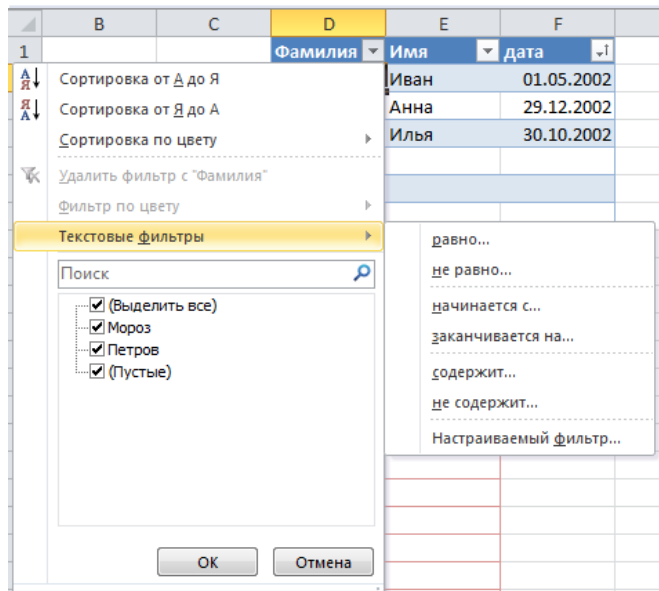 B C D E F
1 Фамилия Имя дата
Сортировка от А до Я Иван 01.05.2002
Сортировка от Я до А Анна 29.12.2002
Сортировка по цвету Илья 30.10.2002
Удалить фильтр с "Фамилия"
Фильтр по цвету
Текстовые фильтры
равно...
Поиск
не равно...
(Выделить все)
начинается с...
Мороз
заканчивается на...
Петров
(Пустые)
содержит...
не содержит...
Настраиваемый фильтр...
ОК Отмена